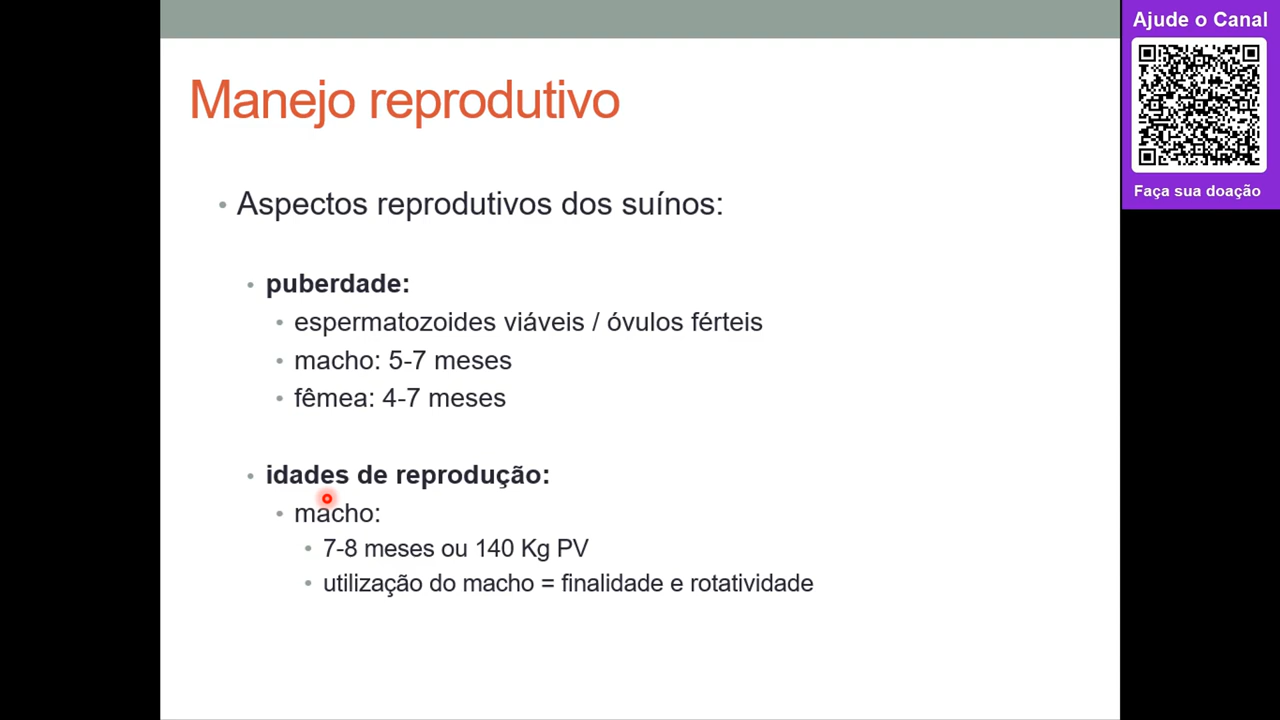 Ajude o Canal
Manejo reprodutivo
Faça sua doação
• Aspectos reprodutivos dos suínos:
• puberdade:
• espermatozoides viáveis / óvulos férteis
• macho: 5-7 meses
• fêmea: 4-7 meses
• idades de reprodução:
• macho:
• 7-8 meses ou 140 Kg PV
• utilização do macho = finalidade e rotatividade